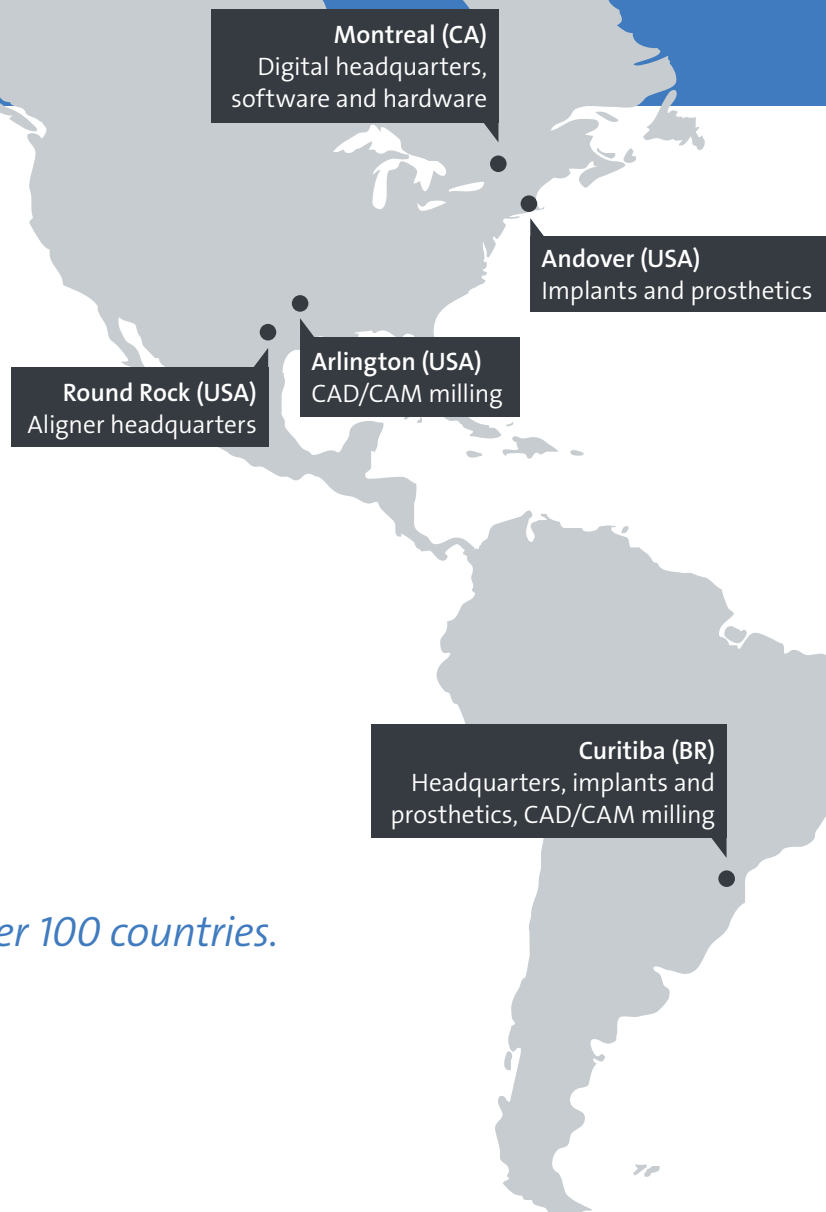 Montreal (CA)
Digital headquarters,
software and hardware
Andover (USA)
Implants and prosthetics
Arlington (USA)
CAD/CAM milling
Round Rock (USA)
Aligner headquarters
Curitiba (BR)
Headquarters, implants and
prosthetics, CAD/CAM milling
100 countries.